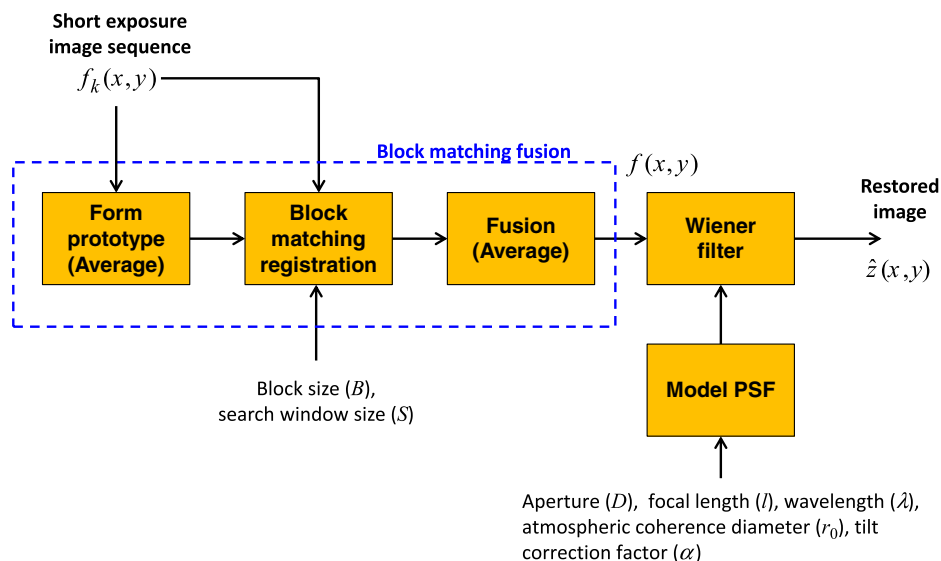 Short exposure
image sequence
f_k(x,y)
Block matching fusion
f(x,y)
Restored
image
ẑ(x,y)
Form
prototype
(Average)
Block
matching
registration
Fusion
(Average)
Wiener
filter
Block size (B),
search window size (S)
Model PSF
Aperture (D), focal length (l), wavelength (λ),
atmospheric coherence diameter (r₀), tilt
correction factor (α)